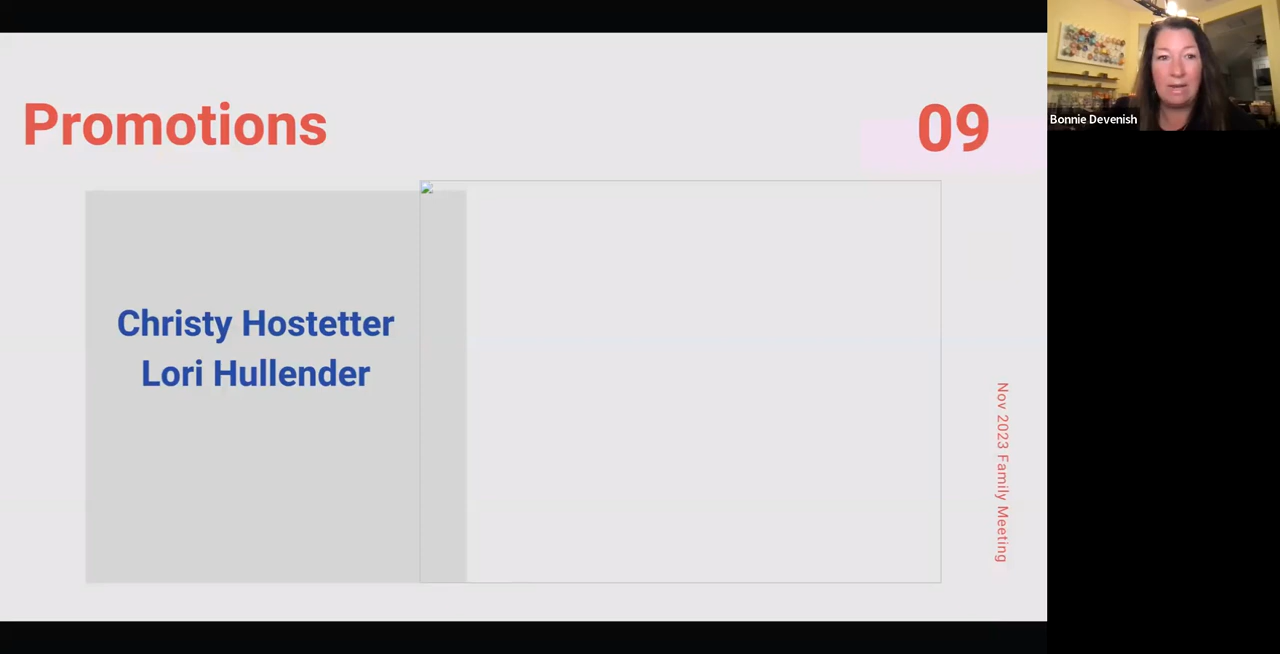 Promotions
09
Christy Hostetter
Lori Hullender
Nov 2023 Family Meeting
Bonnie Devenish